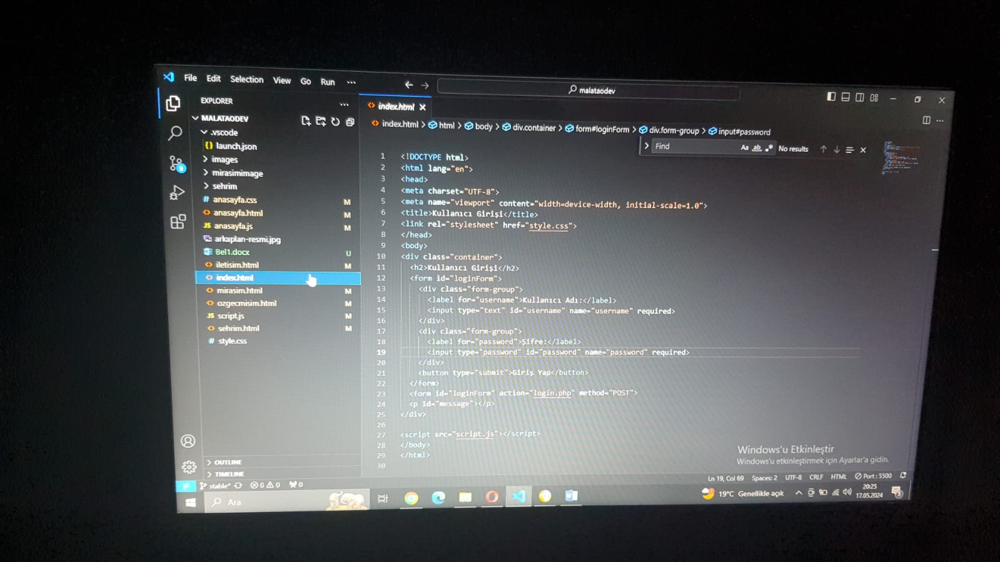 File Edit Selection View Go Run ...
malataodev
EXPLORER ...
MALATAODEV
.vscode
{} launch.json
images
mirasimimage
sehrim
# anasayfa.css M
<> anasayfa.html M
JS anasayfa.js M
arkaplan-resmi.jpg
Bel1.docx U
<> iletisim.html M
<> index.html
<> mirasim.html M
<> ozgecmisim.html M
JS script.js M
<> sehrim.html M
# style.css
OUTLINE
TIMELINE
<> index.html
<> index.html > html > body > div.container > form#loginForm > div.form-group > input#password
Find Aa ab .* No results
1 <!DOCTYPE html>
2 <html lang="en">
3 <head>
4 <meta charset="UTF-8">
5 <meta name="viewport" content="width=device-width, initial-scale=1.0">
6 <title>Kullanıcı Girişi</title>
7 <link rel="stylesheet" href="style.css">
8 </head>
9 <body>
10 <div class="container">
11 <h2>Kullanıcı Girişi</h2>
12 <form id="loginForm">
13 <div class="form-group">
14 <label for="username">Kullanıcı Adı:</label>
15 <input type="text" id="username" name="username" required>
16 </div>
17 <div class="form-group">
18 <label for="password">Şifre:</label>
19 <input type="password" id="password" name="password" required>
20 </div>
21 <button type="submit">Giriş Yap</button>
22 </form>
23 <form id="loginForm" action="login.php" method="POST">
24 <p id="message"></p>
25 </div>
26
27 <script src="script.js"></script>
28 </body>
29 </html>
30
Windows'u Etkinleştir
Windows'u etkinleştirmek için Ayarlar'a gidin.
stable* 0 0 0
Ln 19, Col 69 Spaces: 2 UTF-8 CRLF HTML Port : 5500
Ara
19°C Genellikle açık
20:25
17.05.2024
3